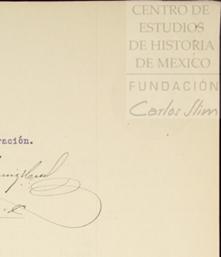 CENTRO DE
ESTUDIOS
DE HISTORIA
DE MEXICO
FUNDACIÓN
Carlos Slim
ración.